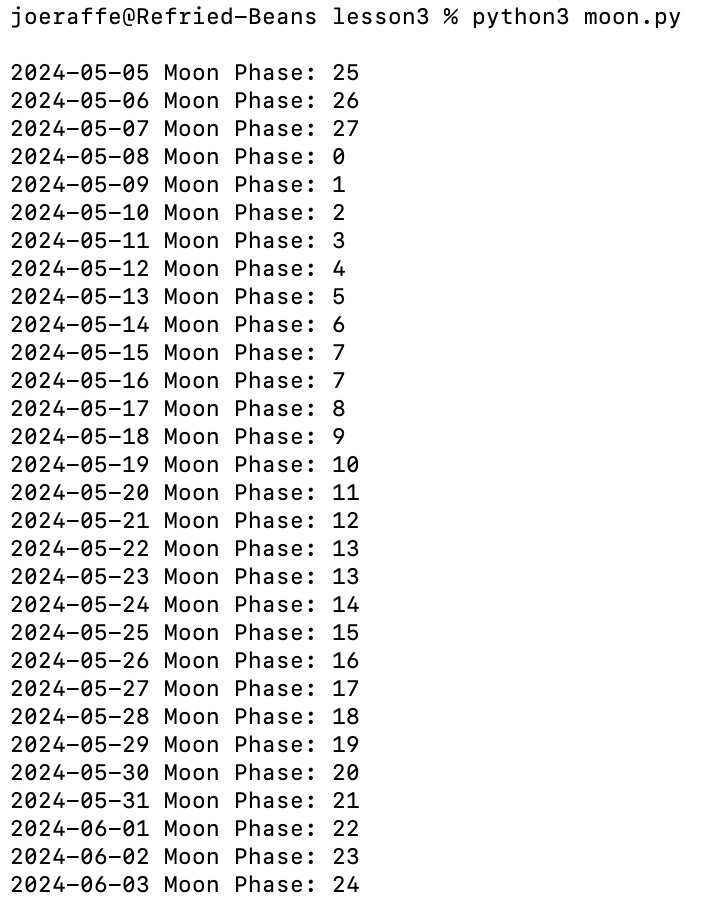 joeraffe@Refried-Beans lesson3 % python3 moon.py
2024-05-05 Moon Phase: 25
2024-05-06 Moon Phase: 26
2024-05-07 Moon Phase: 27
2024-05-08 Moon Phase: 0
2024-05-09 Moon Phase: 1
2024-05-10 Moon Phase: 2
2024-05-11 Moon Phase: 3
2024-05-12 Moon Phase: 4
2024-05-13 Moon Phase: 5
2024-05-14 Moon Phase: 6
2024-05-15 Moon Phase: 7
2024-05-16 Moon Phase: 7
2024-05-17 Moon Phase: 8
2024-05-18 Moon Phase: 9
2024-05-19 Moon Phase: 10
2024-05-20 Moon Phase: 11
2024-05-21 Moon Phase: 12
2024-05-22 Moon Phase: 13
2024-05-23 Moon Phase: 13
2024-05-24 Moon Phase: 14
2024-05-25 Moon Phase: 15
2024-05-26 Moon Phase: 16
2024-05-27 Moon Phase: 17
2024-05-28 Moon Phase: 18
2024-05-29 Moon Phase: 19
2024-05-30 Moon Phase: 20
2024-05-31 Moon Phase: 21
2024-06-01 Moon Phase: 22
2024-06-02 Moon Phase: 23
2024-06-03 Moon Phase: 24